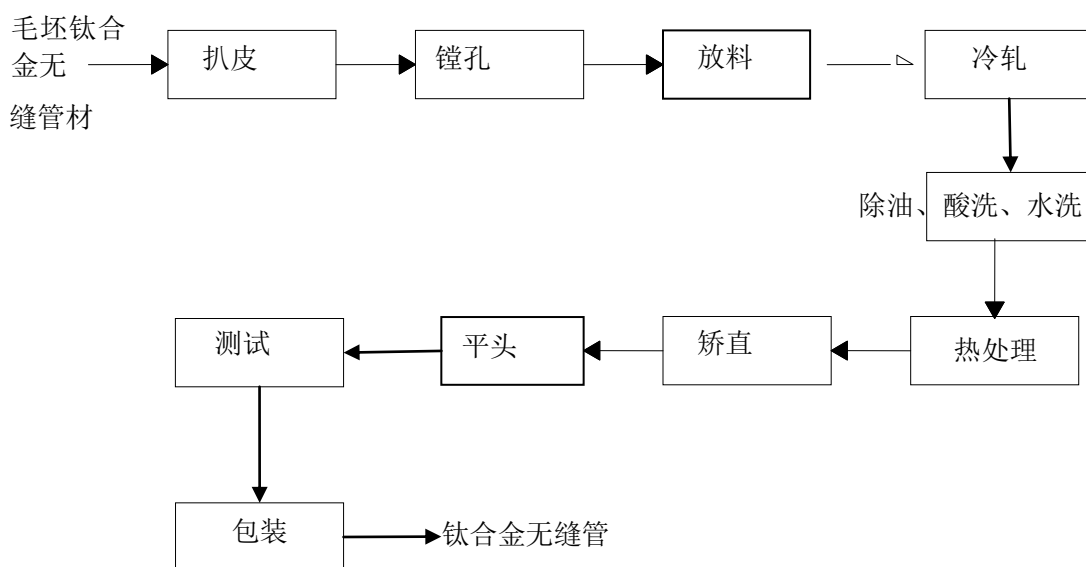 毛坯钛合
金无
缝管材
扒皮
镗孔
放料
冷轧
除油、酸洗、水洗
热处理
矫直
平头
测试
包装
钛合金无缝管